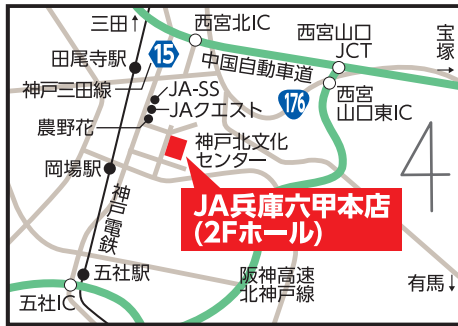 三田↑
西宮北IC
西宮山口
JCT
宝塚
→
15
田尾寺駅
中国自動車道
神戸三田線
JA-SS
JAクエスト
176
西宮
山口東IC
農野花
神戸北文化
センター
4
岡場駅
JA兵庫六甲本店
(2Fホール)
神戸電鉄
五社駅
阪神高速
北神戸線
有馬↓
五社IC